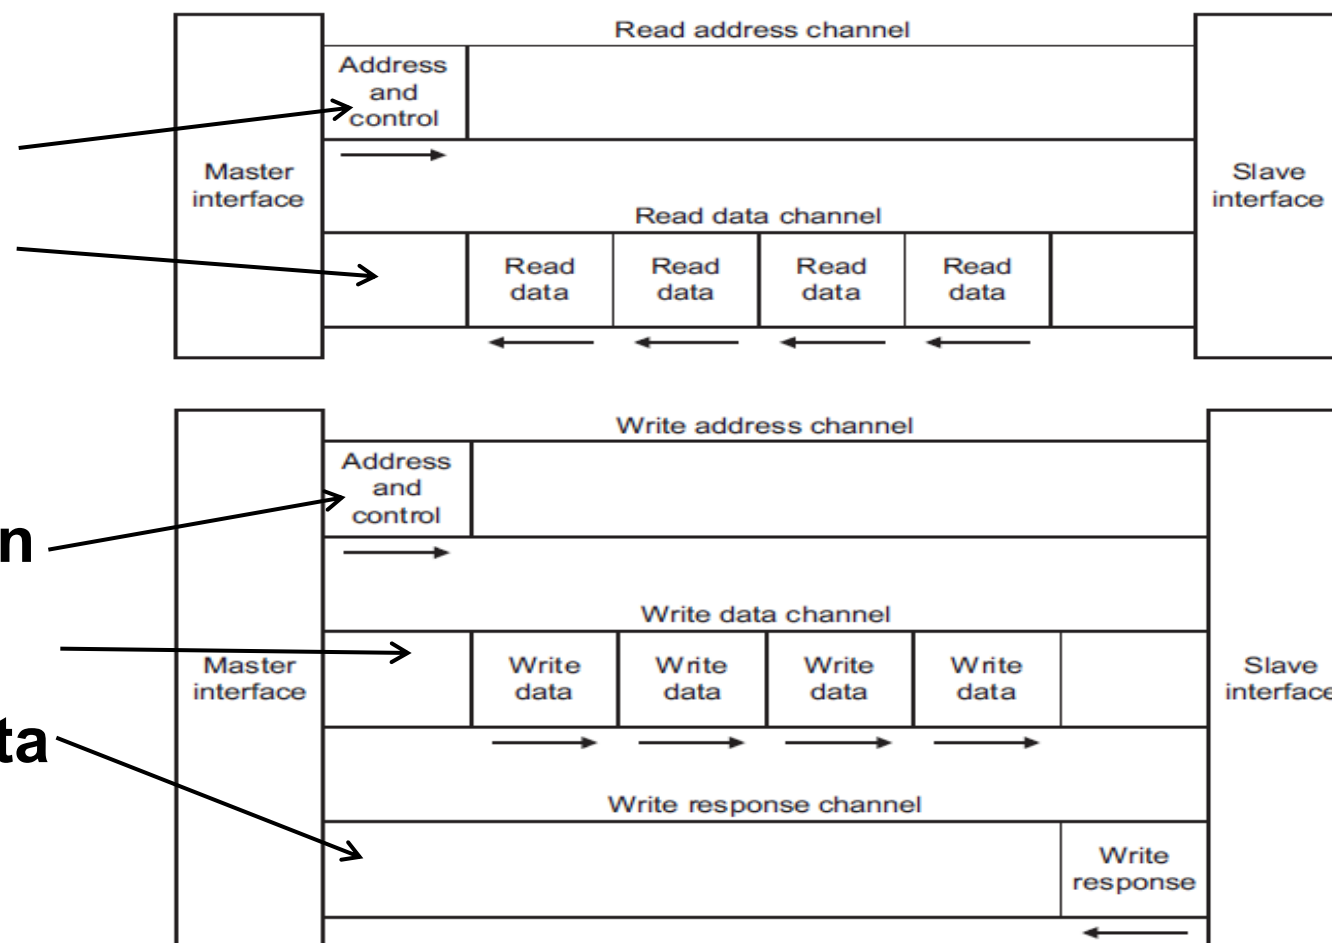 Read address channel
Address
and
control
Master
interface
Slave
interface
Read data channel
Read
data
Read
data
Read
data
Read
data
Write address channel
Address
and
control
n
Write data channel
Master
interface
Write
data
Write
data
Write
data
Write
data
Slave
interface
ta
Write response channel
Write
response